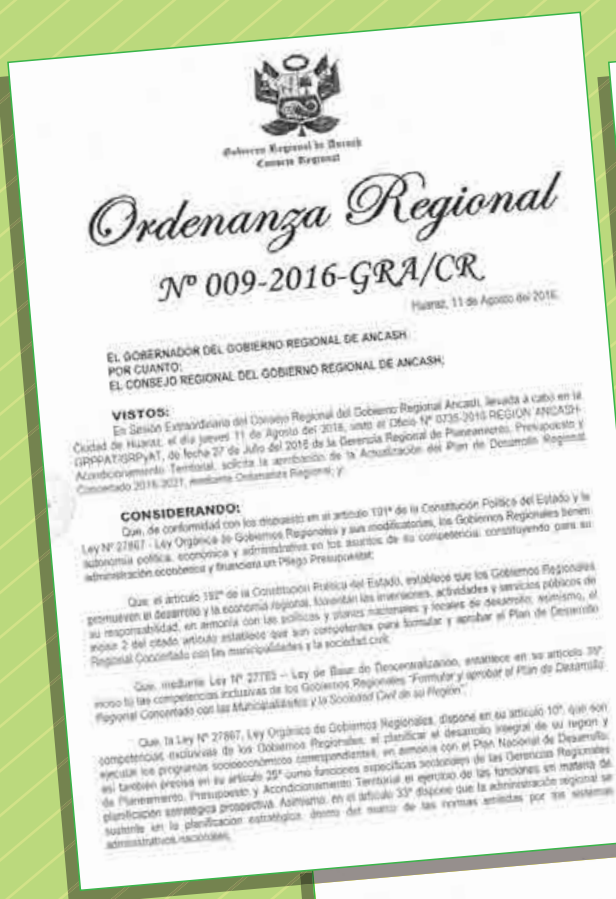 Gobierno Regional de Ancash
Consejo Regional
Ordenanza Regional
Nº 009-2016-GRA/CR
Huaraz, 11 de Agosto del 2016.
EL GOBERNADOR DEL GOBIERNO REGIONAL DE ANCASH
POR CUANTO:
EL CONSEJO REGIONAL DEL GOBIERNO REGIONAL DE ANCASH;
VISTOS:
En Sesión Extraordinaria del Consejo Regional del Gobierno Regional Ancash, llevada a cabo en la
Ciudad de Huaraz, el día jueves 11 de Agosto del 2016, visto el Oficio Nº 0735-2016 REGION ANCASH-
GRPPAT/SRPyAT, de fecha 27 de Julio del 2016 de la Gerencia Regional de Planeamiento, Presupuesto y
Acondicionamiento Territorial, solicita la aprobación de la Actualización del Plan de Desarrollo Regional
Concertado 2016-2021, mediante Ordenanza Regional; y
CONSIDERANDO:
Que, de conformidad con los dispuesto en el artículo 191º de la Constitución Política del Estado y la
Ley Nº 27867 - Ley Orgánica de Gobiernos Regionales y sus modificatorias, los Gobiernos Regionales tienen
autonomía política, económica y administrativa en los asuntos de su competencia, constituyendo para su
administración económica y financiera un Pliego Presupuestal;
Que, el artículo 192º de la Constitución Política del Estado, establece que los Gobiernos Regionales
promueven el desarrollo y la economía regional, fomentan las inversiones, actividades y servicios públicos de
su responsabilidad, en armonía con las políticas y planes nacionales y locales de desarrollo; asimismo, el
inciso 2 del citado artículo establece que son competentes para formular y aprobar el Plan de Desarrollo
Regional Concertado con las municipalidades y la sociedad civil;
Que, mediante Ley Nº 27783 – Ley de Base de Descentralización, establece en su artículo 35º,
inciso b) las competencias inclusivas de los Gobiernos Regionales "Formular y aprobar el Plan de Desarrollo
Regional Concertado con las Municipalidades y la Sociedad Civil de su Región";
Que, la Ley Nº 27867, Ley Orgánica de Gobiernos Regionales, dispone en su artículo 10º, que son
competencias exclusivas de los Gobiernos Regionales, el planificar el desarrollo integral de su región y
ejecutar los programas socioeconómicos correspondientes, en armonía con el Plan Nacional de Desarrollo,
así también precisa en su artículo 25º como funciones específicas sectoriales de las Gerencias Regionales
de Planeamiento, Presupuesto y Acondicionamiento Territorial el ejercicio de las funciones en materia de
planificación estratégica prospectiva. Asimismo, en el artículo 33º dispone que la administración regional se
sustente en la planificación estratégica, dentro del marco de las normas emitidas por los sistemas
administrativos nacionales;